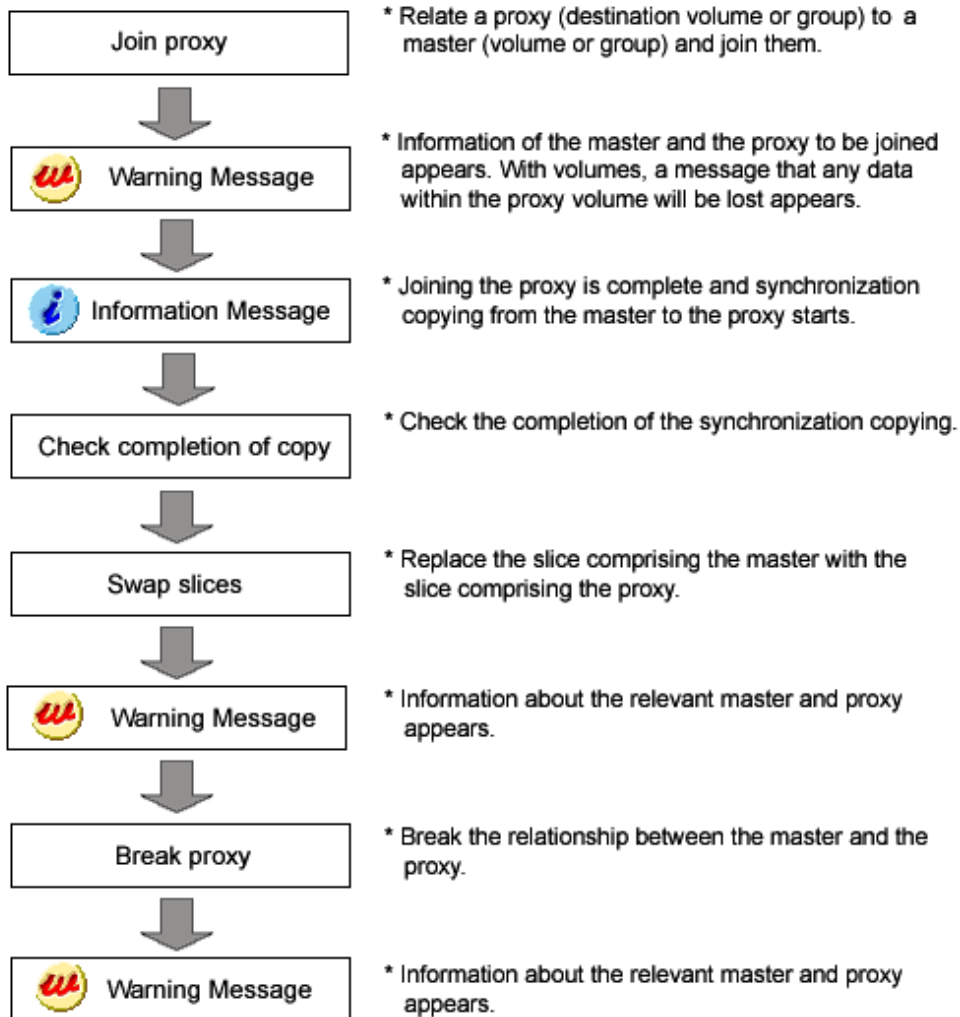 Join proxy
* Relate a proxy (destination volume or group) to a
master (volume or group) and join them.
Warning Message
* Information of the master and the proxy to be joined
appears. With volumes, a message that any data
within the proxy volume will be lost appears.
Information Message
* Joining the proxy is complete and synchronization
copying from the master to the proxy starts.
Check completion of copy
* Check the completion of the synchronization copying.
Swap slices
* Replace the slice comprising the master with the
slice comprising the proxy.
Warning Message
* Information about the relevant master and proxy
appears.
Break proxy
* Break the relationship between the master and the
proxy.
Warning Message
* Information about the relevant master and proxy
appears.